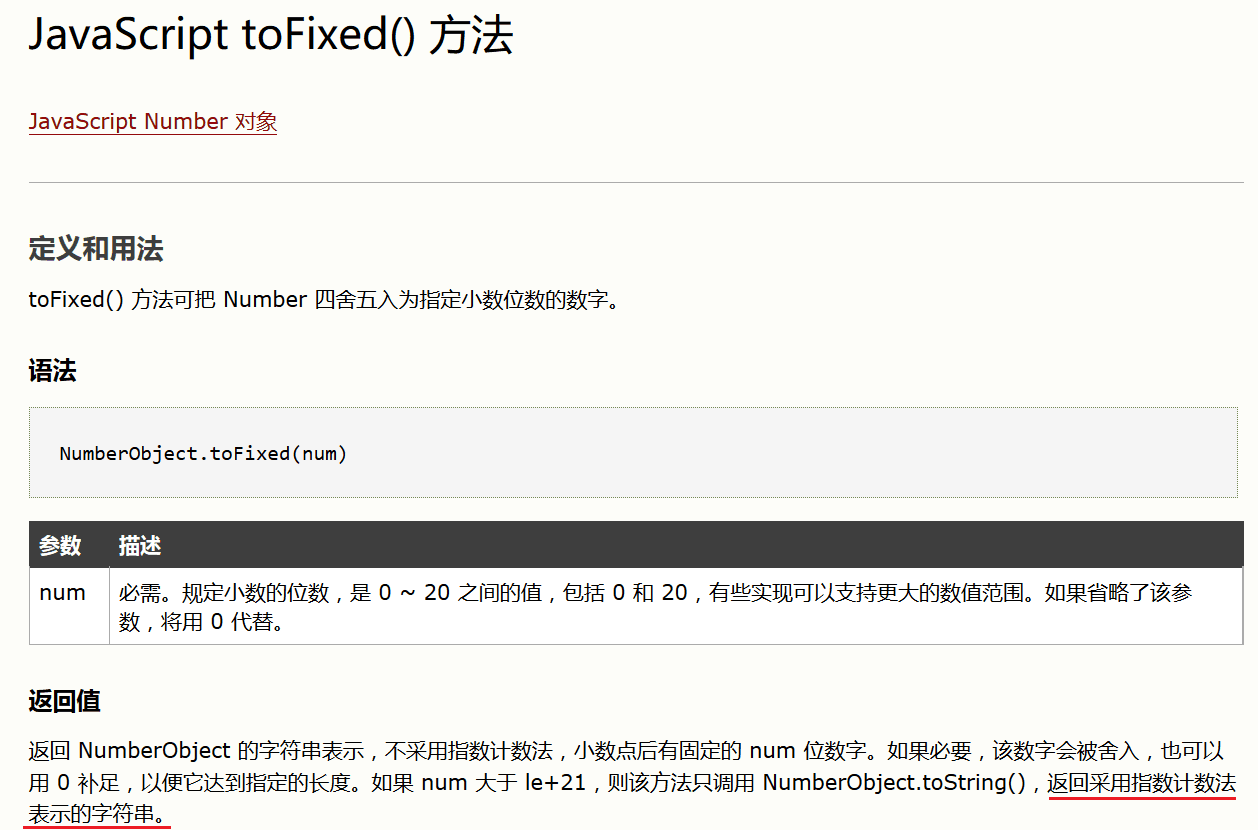 JavaScript toFixed() 方法
JavaScript Number 对象
定义和用法
toFixed() 方法可把 Number 四舍五入为指定小数位数的数字。
语法
NumberObject.toFixed(num)
参数 描述
num 必需。规定小数的位数，是 0 ~ 20 之间的值，包括 0 和 20，有些实现可以支持更大的数值范围。如果省略了该参
数，将用 0 代替。
返回值
返回 NumberObject 的字符串表示，不采用指数计数法，小数点后有固定的 num 位数字。如果必要，该数字会被舍入，也可以
用 0 补足，以便它达到指定的长度。如果 num 大于 le+21，则该方法只调用 NumberObject.toString()，返回采用指数计数法
表示的字符串。